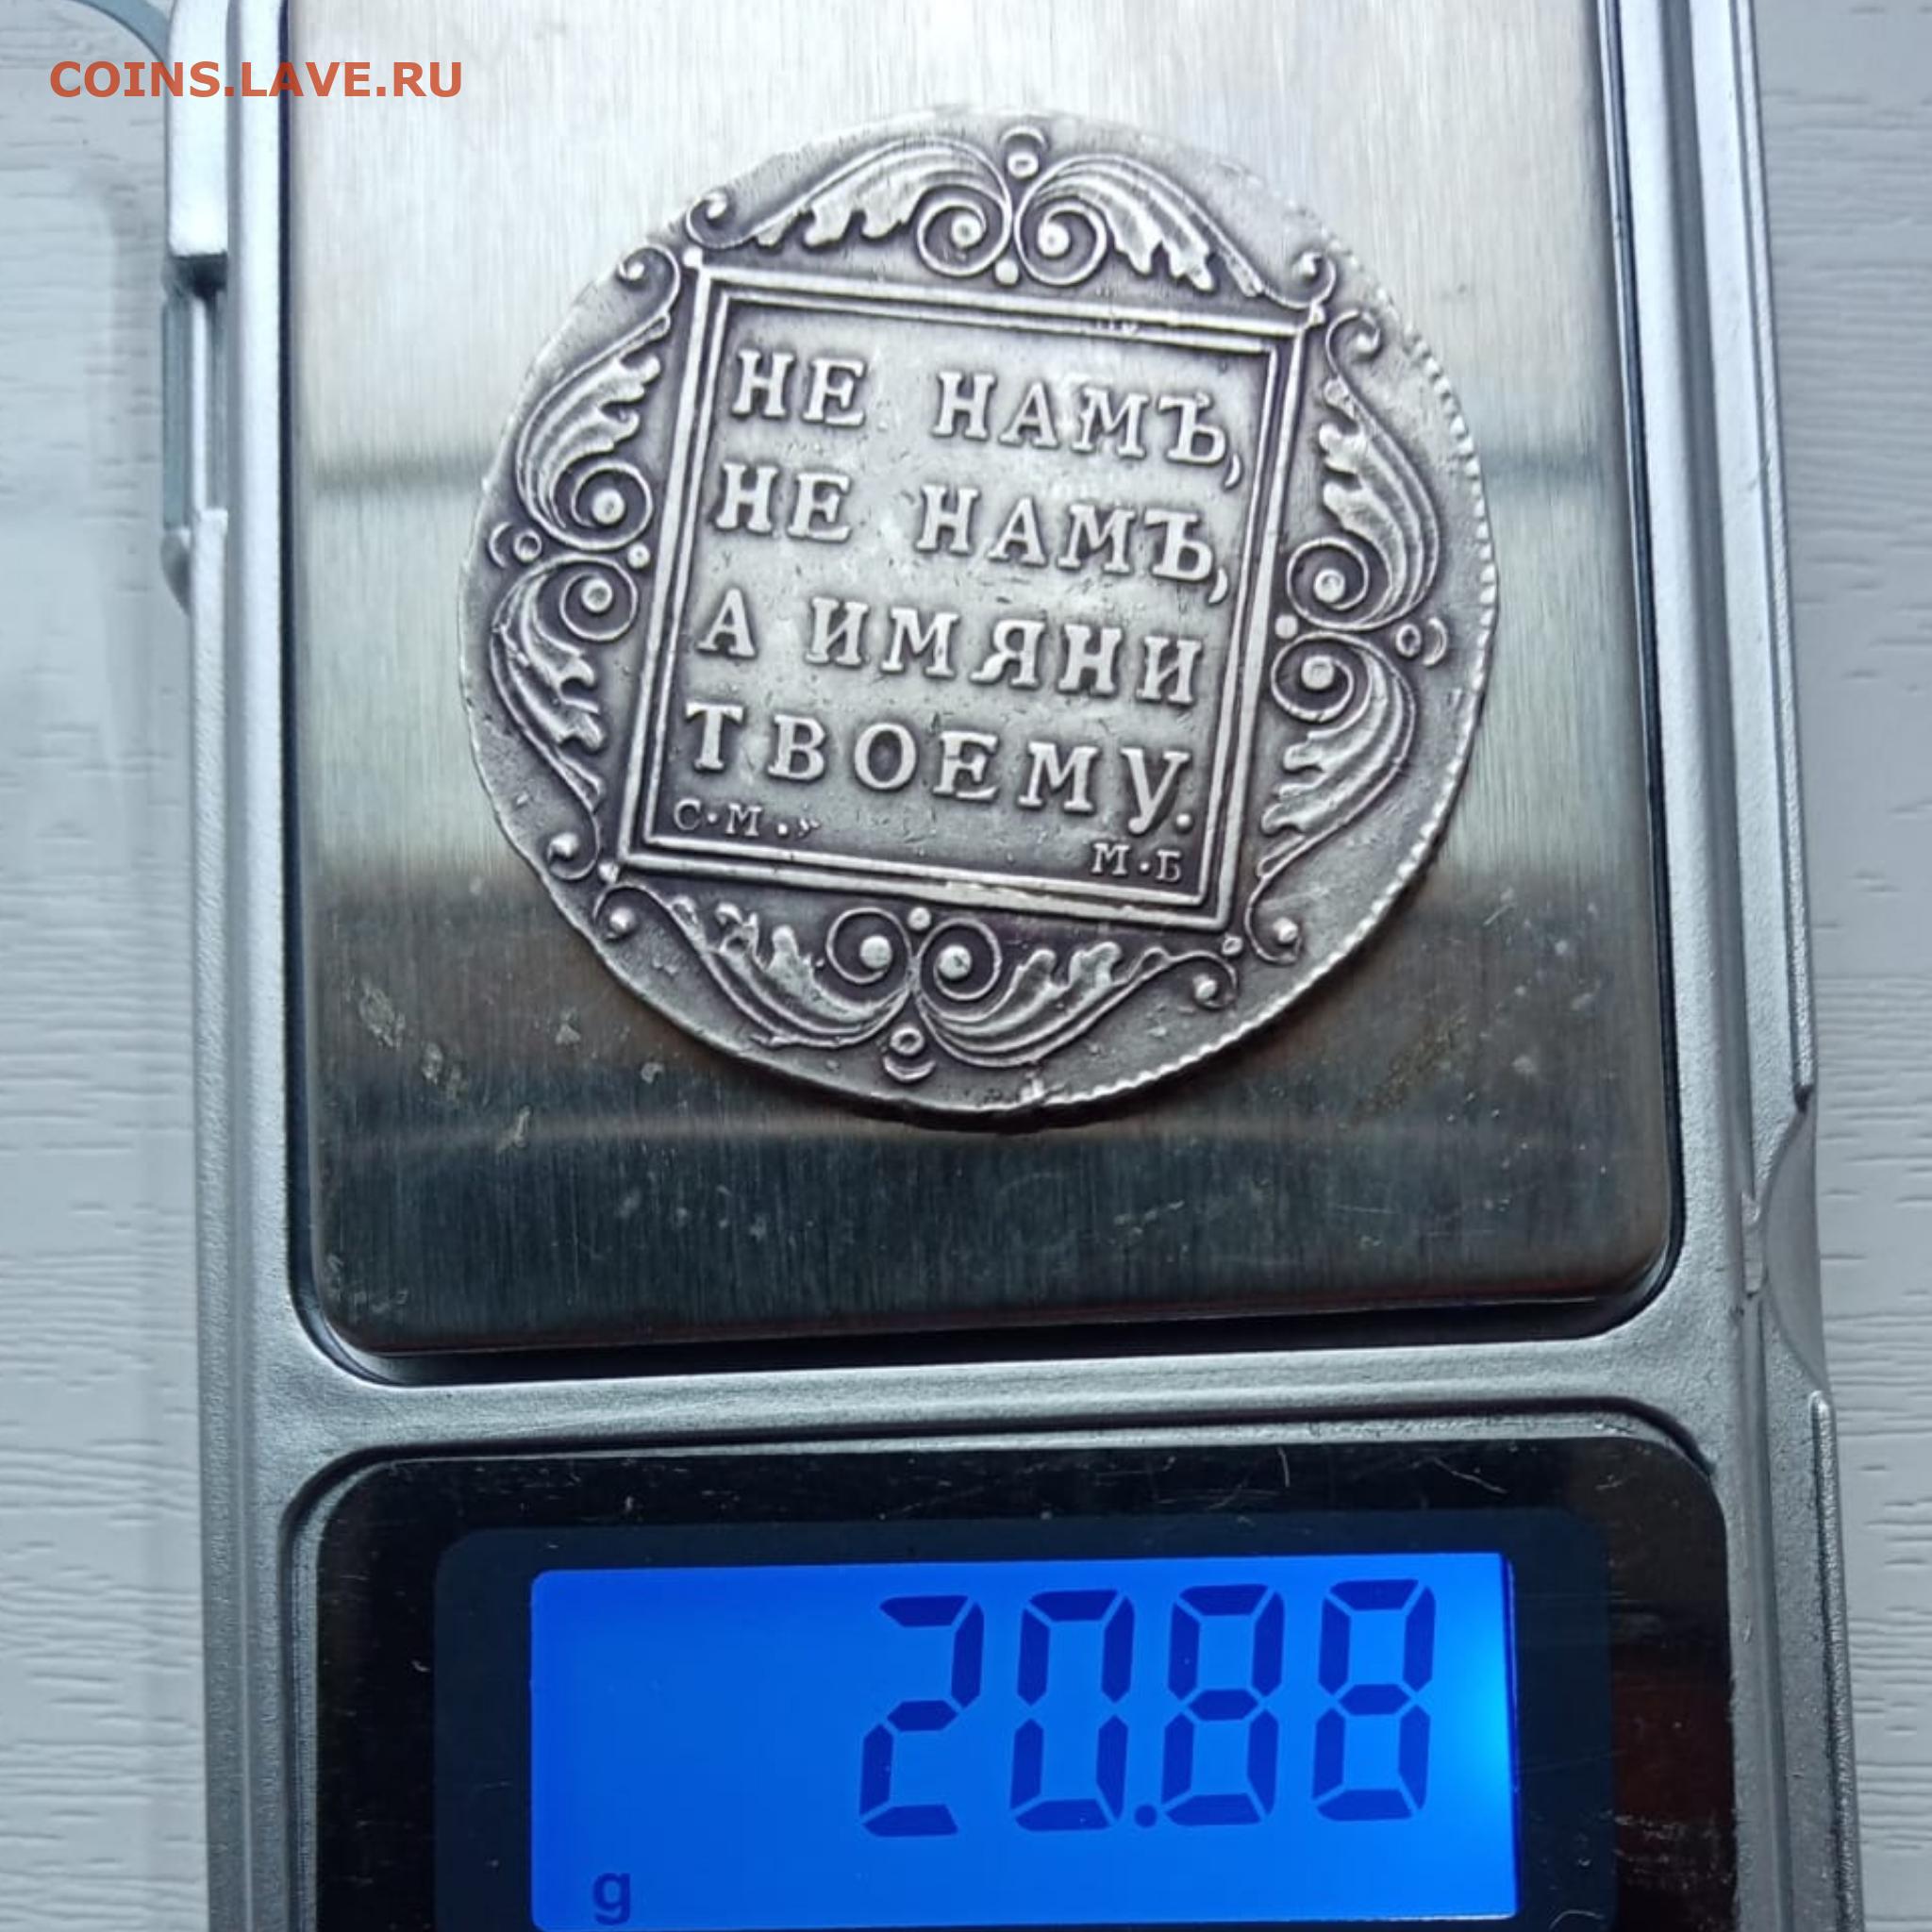 COINS.LAVE.RU
НЕ НАМЪ,
НЕ НАМЪ,
А ИМЯНИ
ТВОЕМУ.
С·М·
М·Б
20.88
g